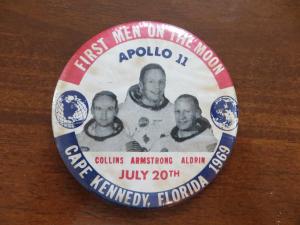 FIRST MEN ON THE MOON
APOLLO 11
COLLINS ARMSTRONG ALDRIN
JULY 20TH
CAPE KENNEDY, FLORIDA 1969